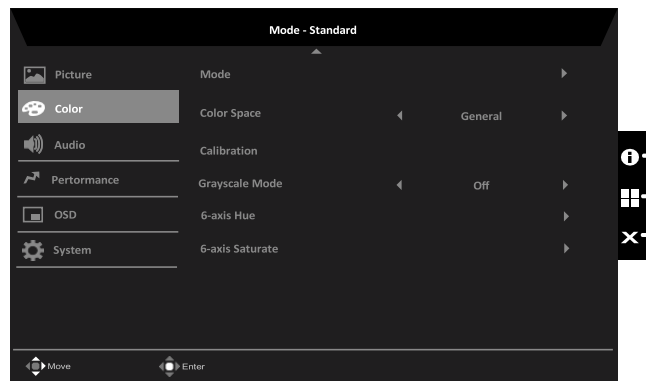 Mode - Standard
Picture
Mode
Color
Color Space
General
Audio
Calibration
Pertormance
Grayscale Mode
Off
OSD
6-axis Hue
System
6-axis Saturate
Move
Enter